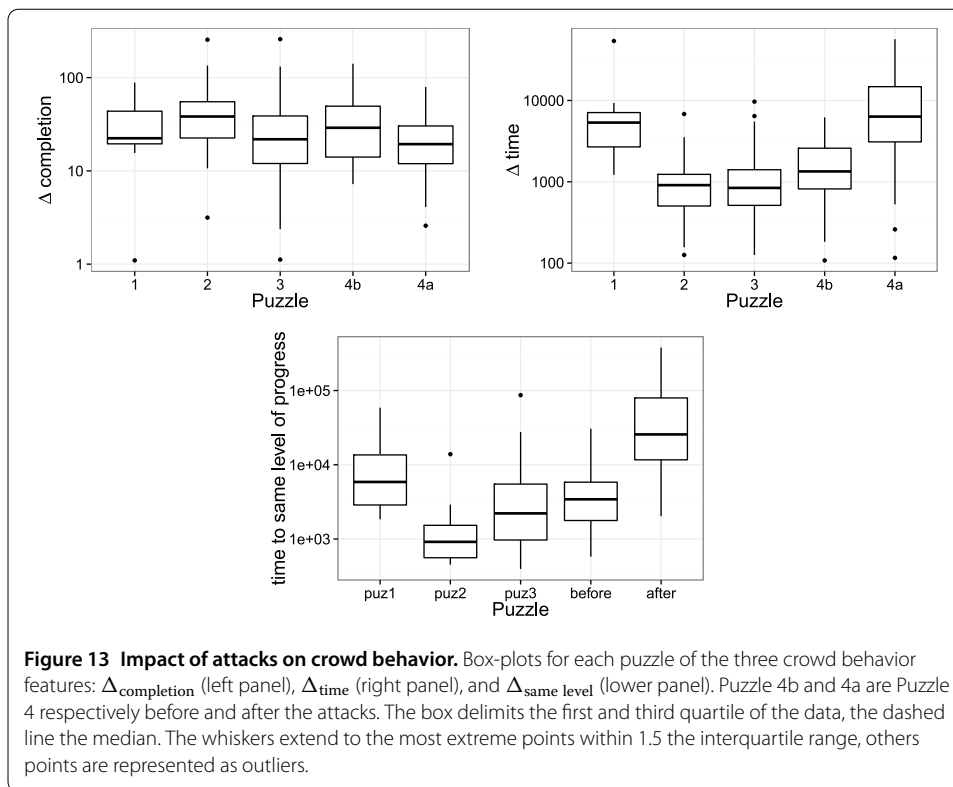 100
10
1
Δ completion
1
2
3
4b
4a
Puzzle
10000
1000
100
Δ time
1
2
3
4b
4a
Puzzle
1e+05
1e+04
1e+03
time to same level of progress
puz1
puz2
puz3
before
after
Puzzle
Figure 13 Impact of attacks on crowd behavior. Box-plots for each puzzle of the three crowd behavior
features: Δcompletion (left panel), Δtime (right panel), and Δsame level (lower panel). Puzzle 4b and 4a are Puzzle
4 respectively before and after the attacks. The box delimits the first and third quartile of the data, the dashed
line the median. The whiskers extend to the most extreme points within 1.5 the interquartile range, others
points are represented as outliers.